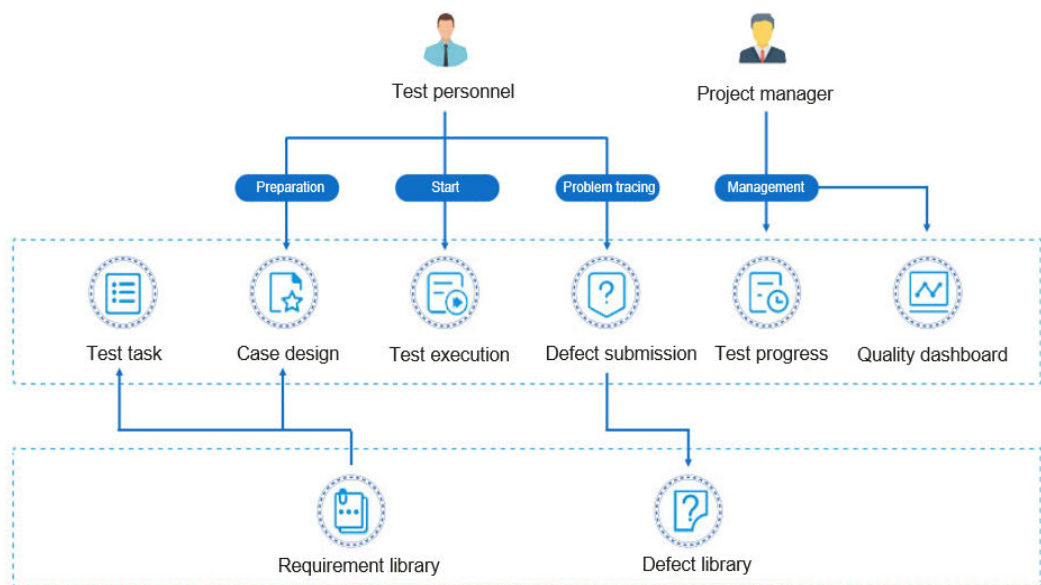 Test personnel
Project manager
Preparation
Start
Problem tracing
Management
Test task
Case design
Test execution
Defect submission
Test progress
Quality dashboard
Requirement library
Defect library